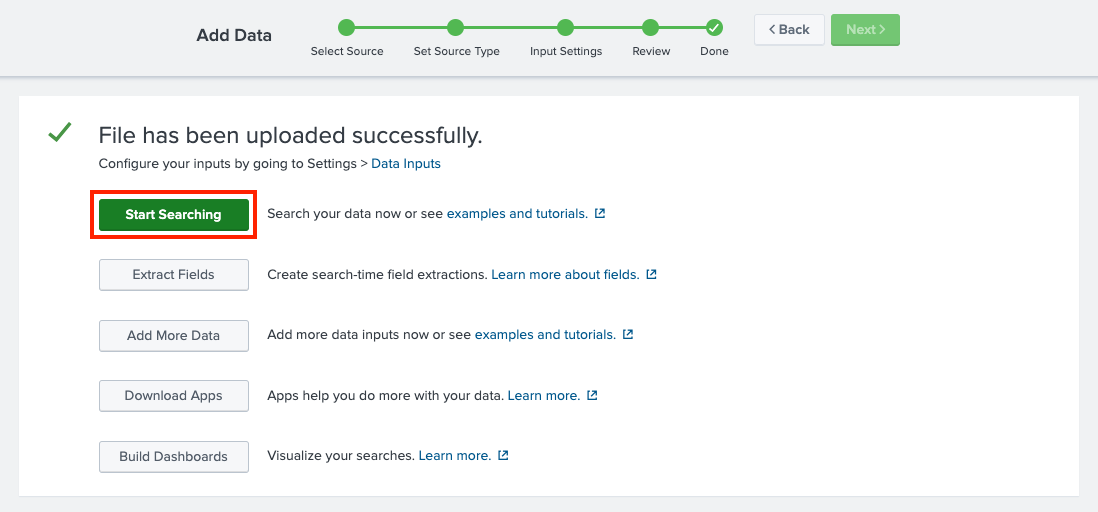 Add Data
Select Source
Set Source Type
Input Settings
Review
Done
< Back
Next >
File has been uploaded successfully.
Configure your inputs by going to Settings > Data Inputs
Start Searching
Search your data now or see examples and tutorials.
Extract Fields
Create search-time field extractions. Learn more about fields.
Add More Data
Add more data inputs now or see examples and tutorials.
Download Apps
Apps help you do more with your data. Learn more.
Build Dashboards
Visualize your searches. Learn more.